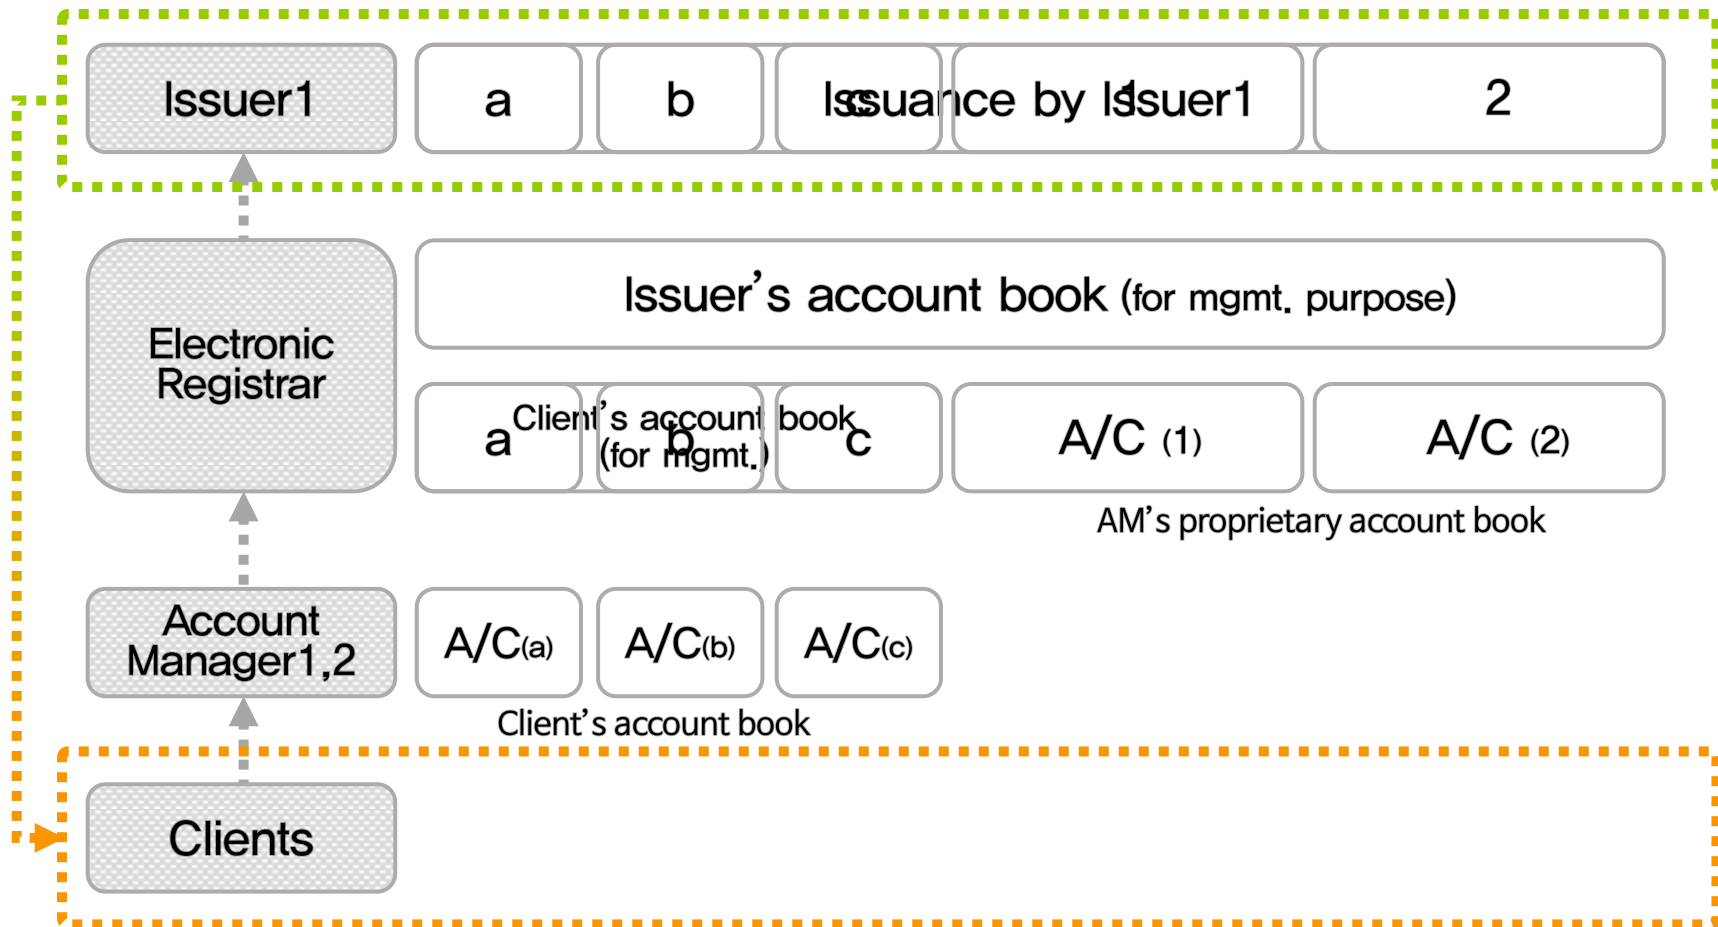 Issuer1
a
b
c
1
2
Issuance by Issuer1
Electronic
Registrar
Issuer's account book (for mgmt. purpose)
Client's account book
(for mgmt.)
a
b
c
A/C (1)
A/C (2)
AM's proprietary account book
Account
Manager1,2
A/C(a)
A/C(b)
A/C(c)
Client's account book
Clients